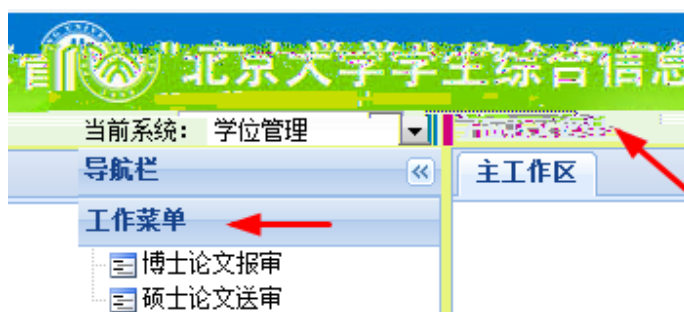 北京大学学生综合信息
当前系统： 学位管理
导航栏
主工作区
工作菜单
博士论文报审
硕士论文送审